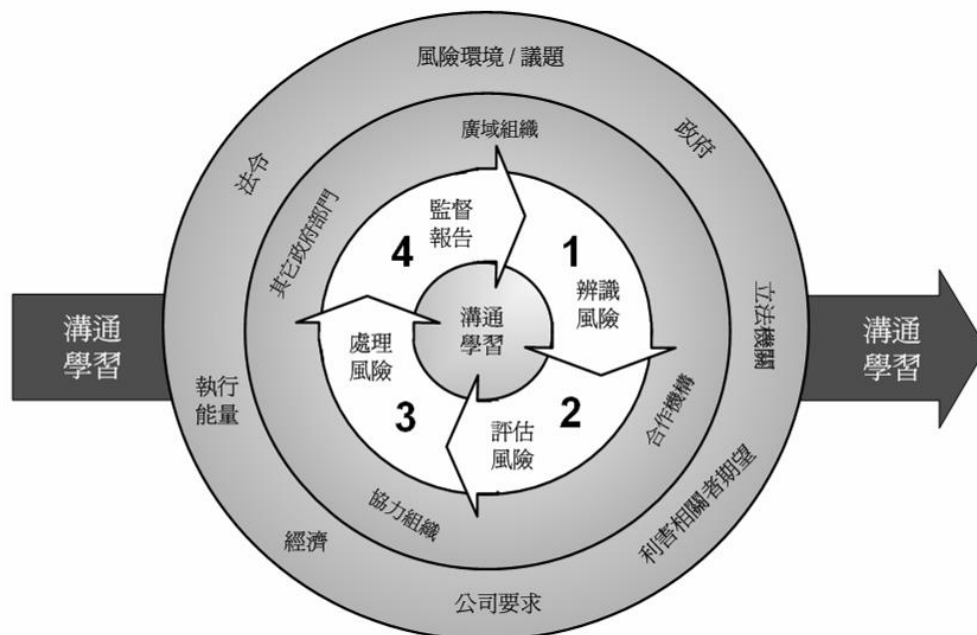 風險環境 / 議題
政府
法令
廣域組織
其它政府部門
監督
報告
4
1
辨識
風險
立法機關
溝通
學習
溝通
學習
溝通
學習
處理
風險
執行
能量
3
2
評估
風險
合作機構
協力組織
利害相關者期望
經濟
公司要求